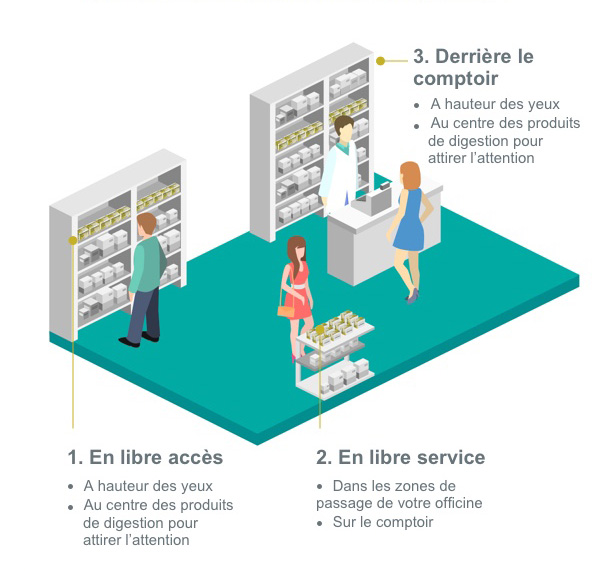 3. Derrière le
comptoir
• A hauteur des yeux
• Au centre des produits
de digestion pour
attirer l’attention
1. En libre accès
• A hauteur des yeux
• Au centre des produits
de digestion pour
attirer l’attention
2. En libre service
• Dans les zones de
passage de votre officine
• Sur le comptoir